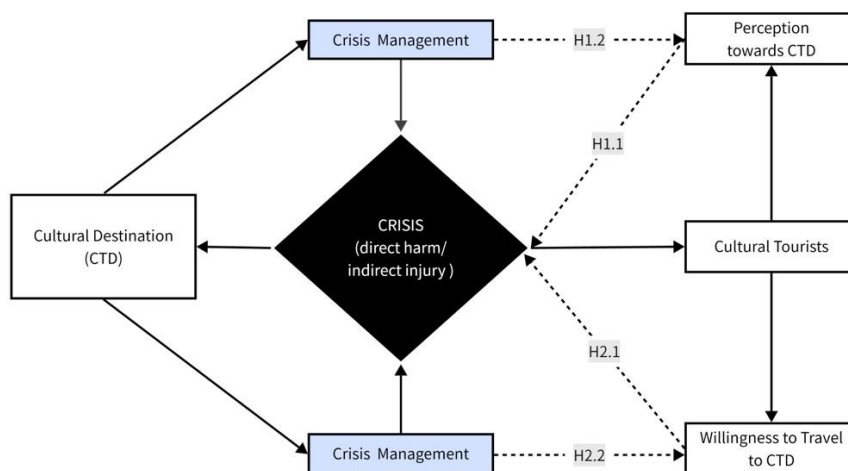 Crisis Management
H1.2
Perception
towards CTD
H1.1
Cultural Destination
(CTD)
CRISIS
(direct harm/
indirect injury )
Cultural Tourists
H2.1
Crisis Management
H2.2
Willingness to Travel
to CTD